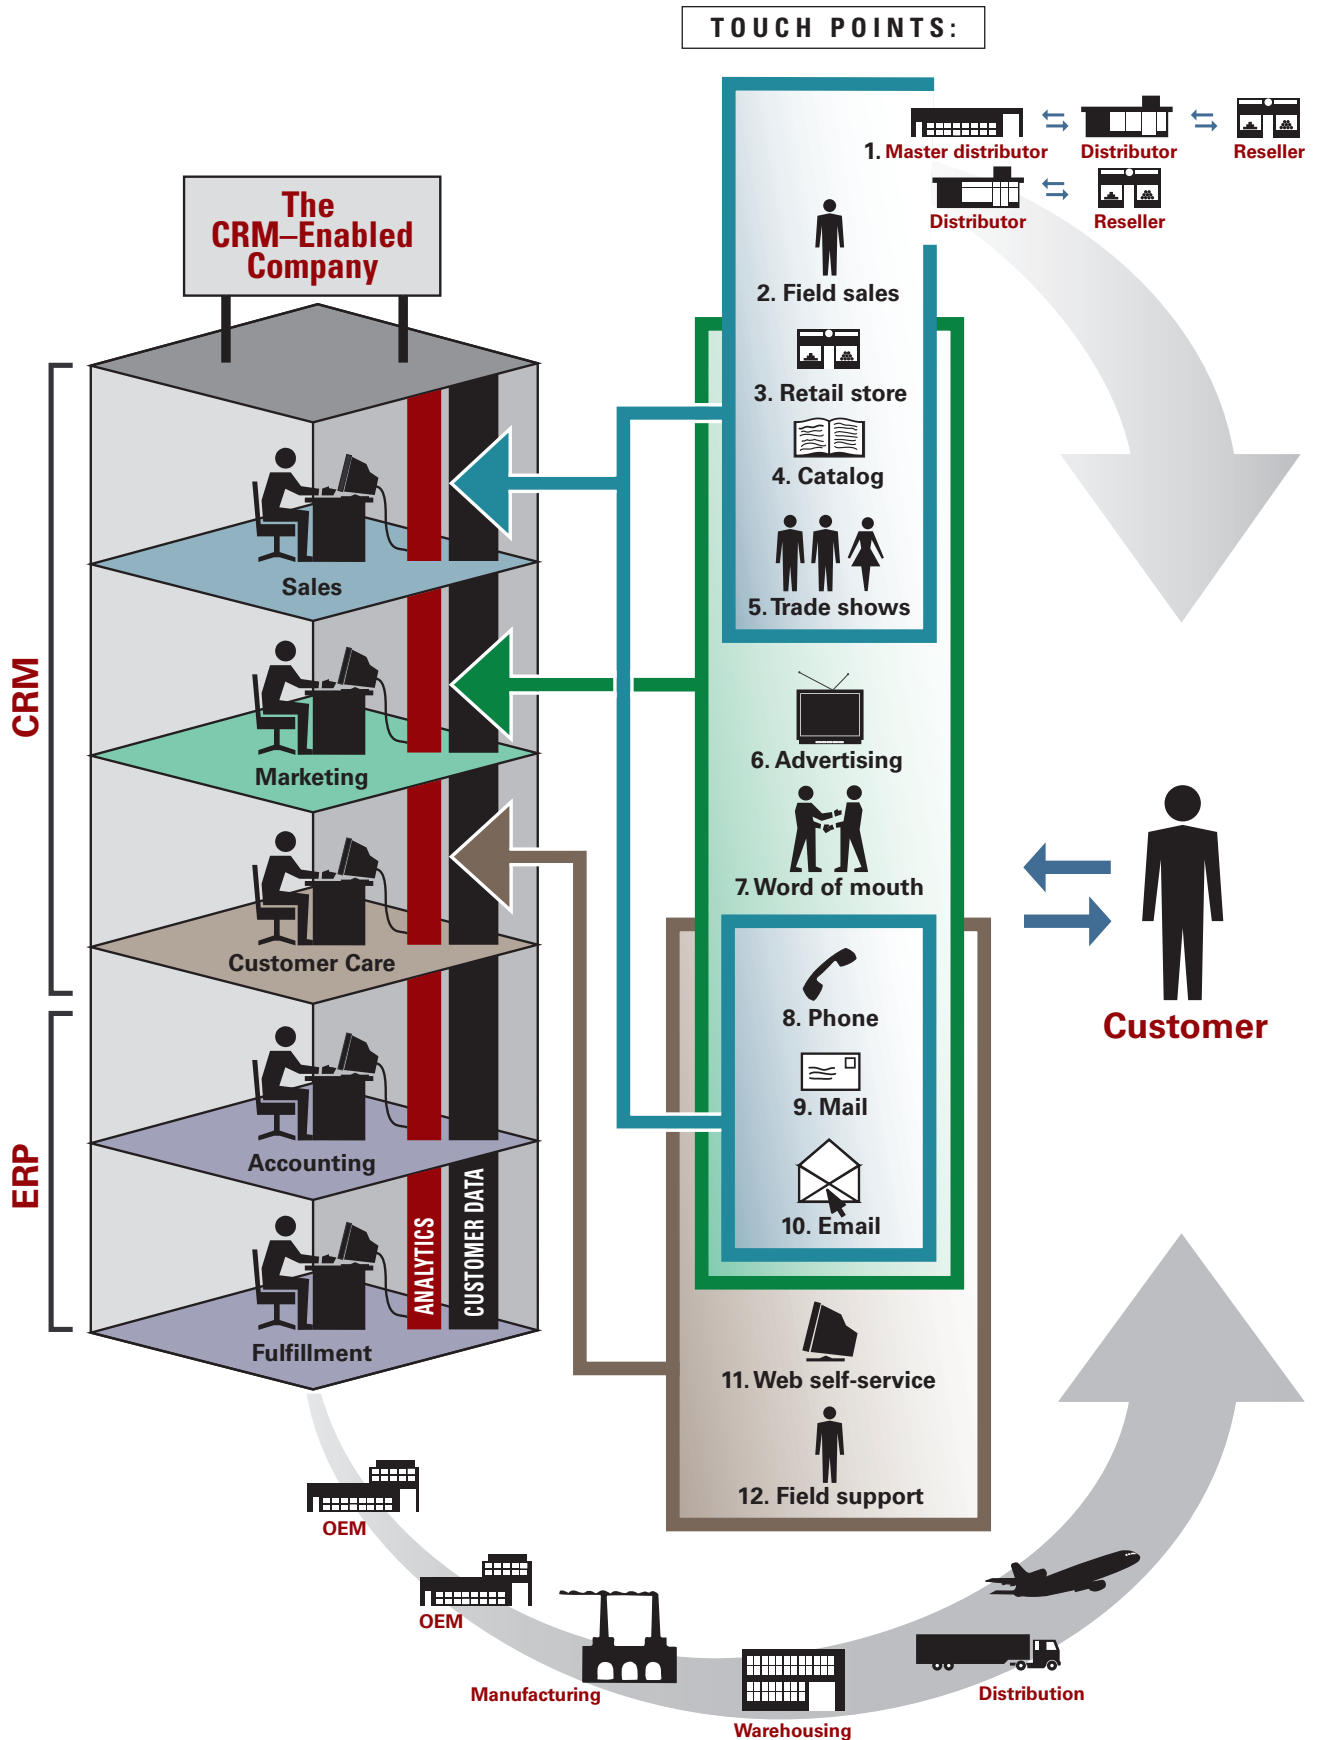 TOUCH POINTS:
1. Master distributor
Distributor
Reseller
Distributor
Reseller
The
CRM–Enabled
Company
2. Field sales
3. Retail store
4. Catalog
5. Trade shows
6. Advertising
7. Word of mouth
8. Phone
9. Mail
10. Email
11. Web self-service
12. Field support
CRM
Sales
Marketing
Customer Care
ERP
Accounting
Fulfillment
ANALYTICS
CUSTOMER DATA
Customer
OEM
OEM
Manufacturing
Warehousing
Distribution